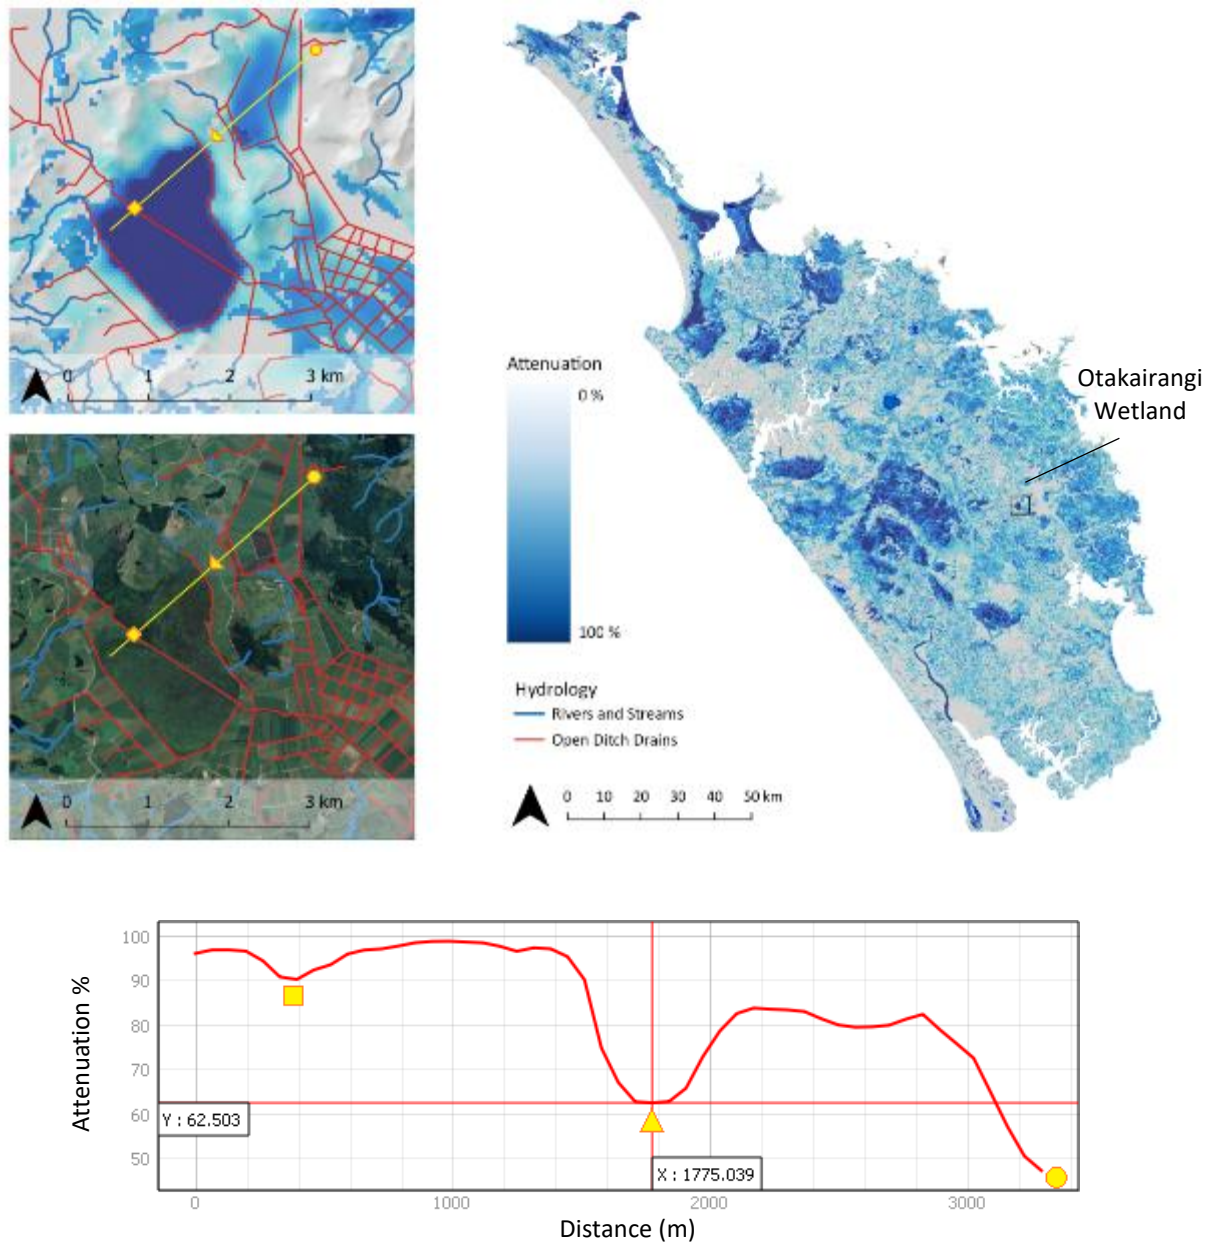 0 1 2 3 km
0 1 2 3 km
Attenuation
0 %
100 %
Hydrology
Rivers and Streams
Open Ditch Drains
0 10 20 30 40 50 km
Otakairangi
Wetland
Attenuation %
100
90
80
70
60
50
Y : 62.503
X : 1775.039
0 1000 2000 3000
Distance (m)